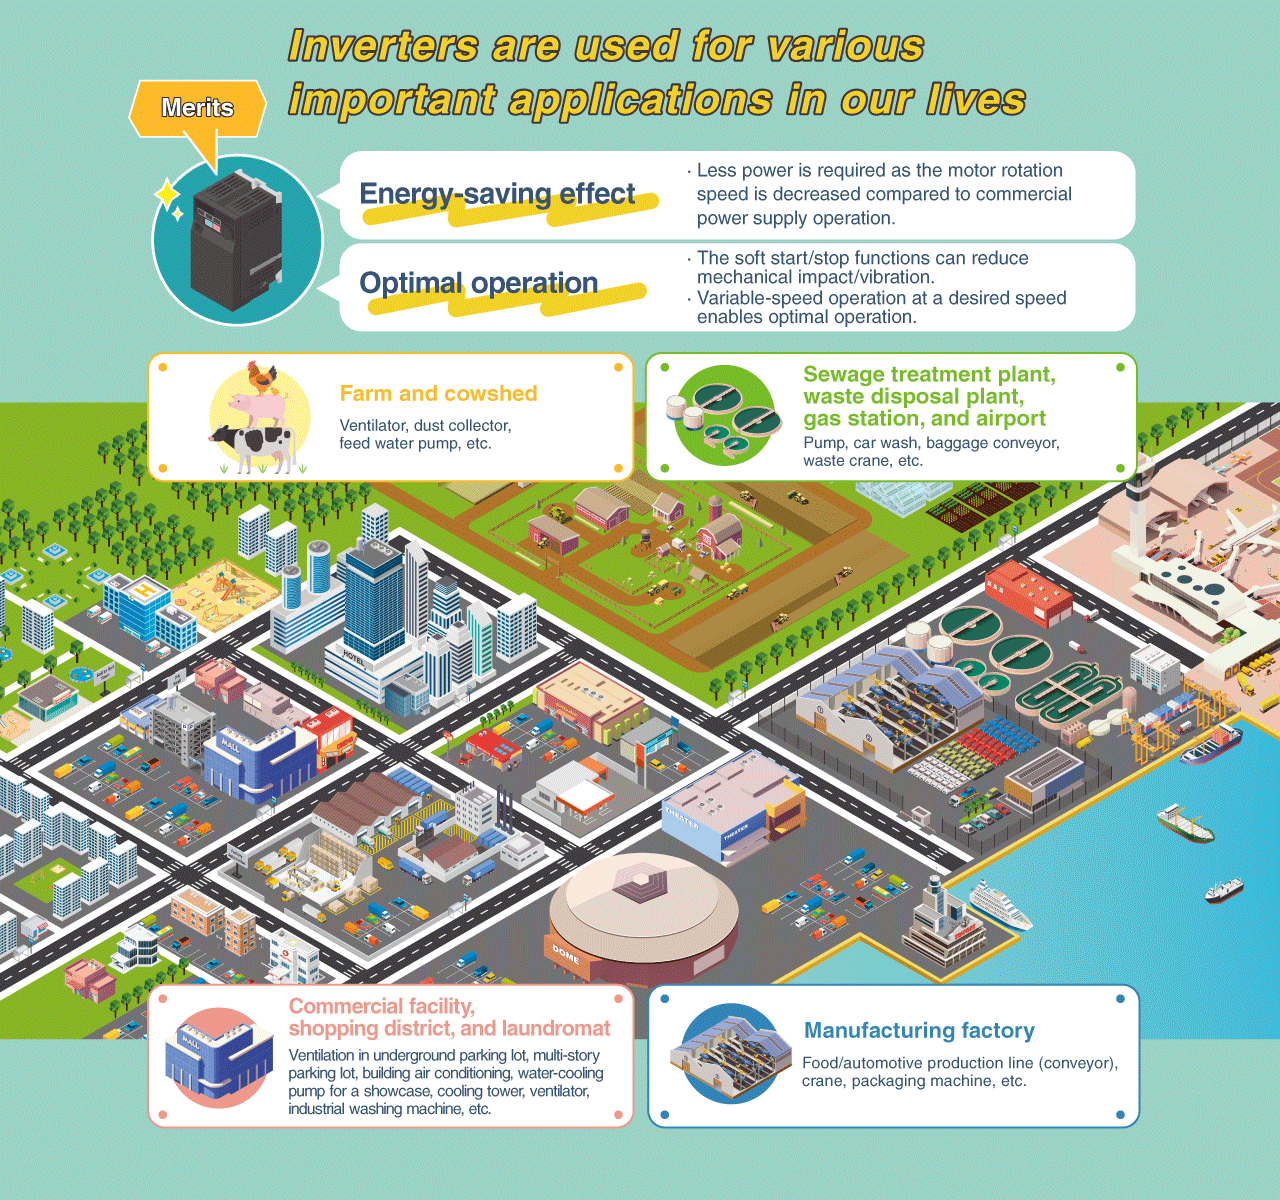 Inverters are used for various
important applications in our lives
Merits
Energy-saving effect
· Less power is required as the motor rotation
speed is decreased compared to commercial
power supply operation.
Optimal operation
· The soft start/stop functions can reduce
mechanical impact/vibration.
· Variable-speed operation at a desired speed
enables optimal operation.
Farm and cowshed
Ventilator, dust collector,
feed water pump, etc.
Sewage treatment plant,
waste disposal plant,
gas station, and airport
Pump, car wash, baggage conveyor,
waste crane, etc.
H
HOTEL
MALL
THEATER
THEATER
DOME
Commercial facility,
shopping district, and laundromat
Ventilation in underground parking lot, multi-story
parking lot, building air conditioning, water-cooling
pump for a showcase, cooling tower, ventilator,
industrial washing machine, etc.
MALL
Manufacturing factory
Food/automotive production line (conveyor),
crane, packaging machine, etc.